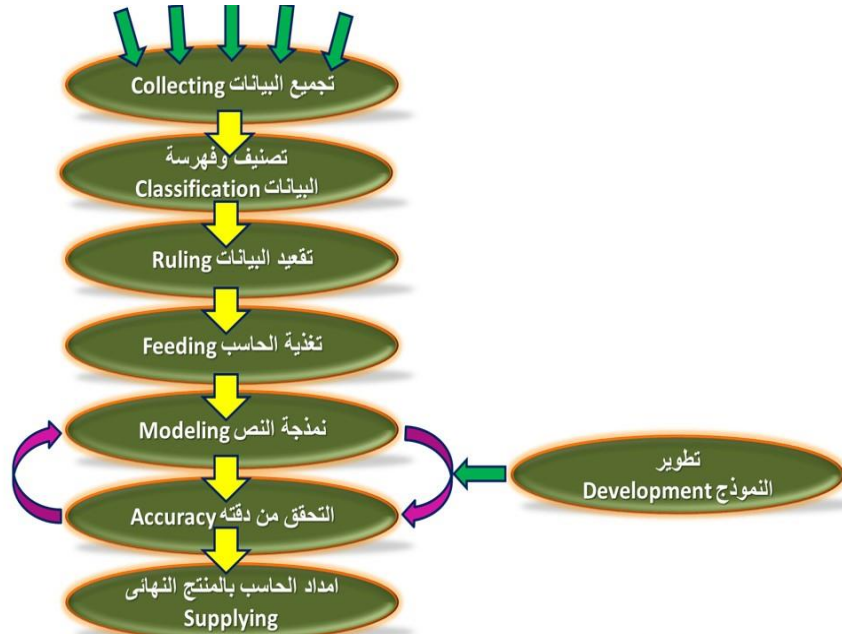 تجميع البيانات Collecting
تصنيف وفهرسة
البيانات Classification
تقعيد البيانات Ruling
تغذية الحاسب Feeding
نمذجة النص Modeling
التحقق من دقته Accuracy
امداد الحاسب بالمنتج النهائى
Supplying
تطوير
النموذج Development